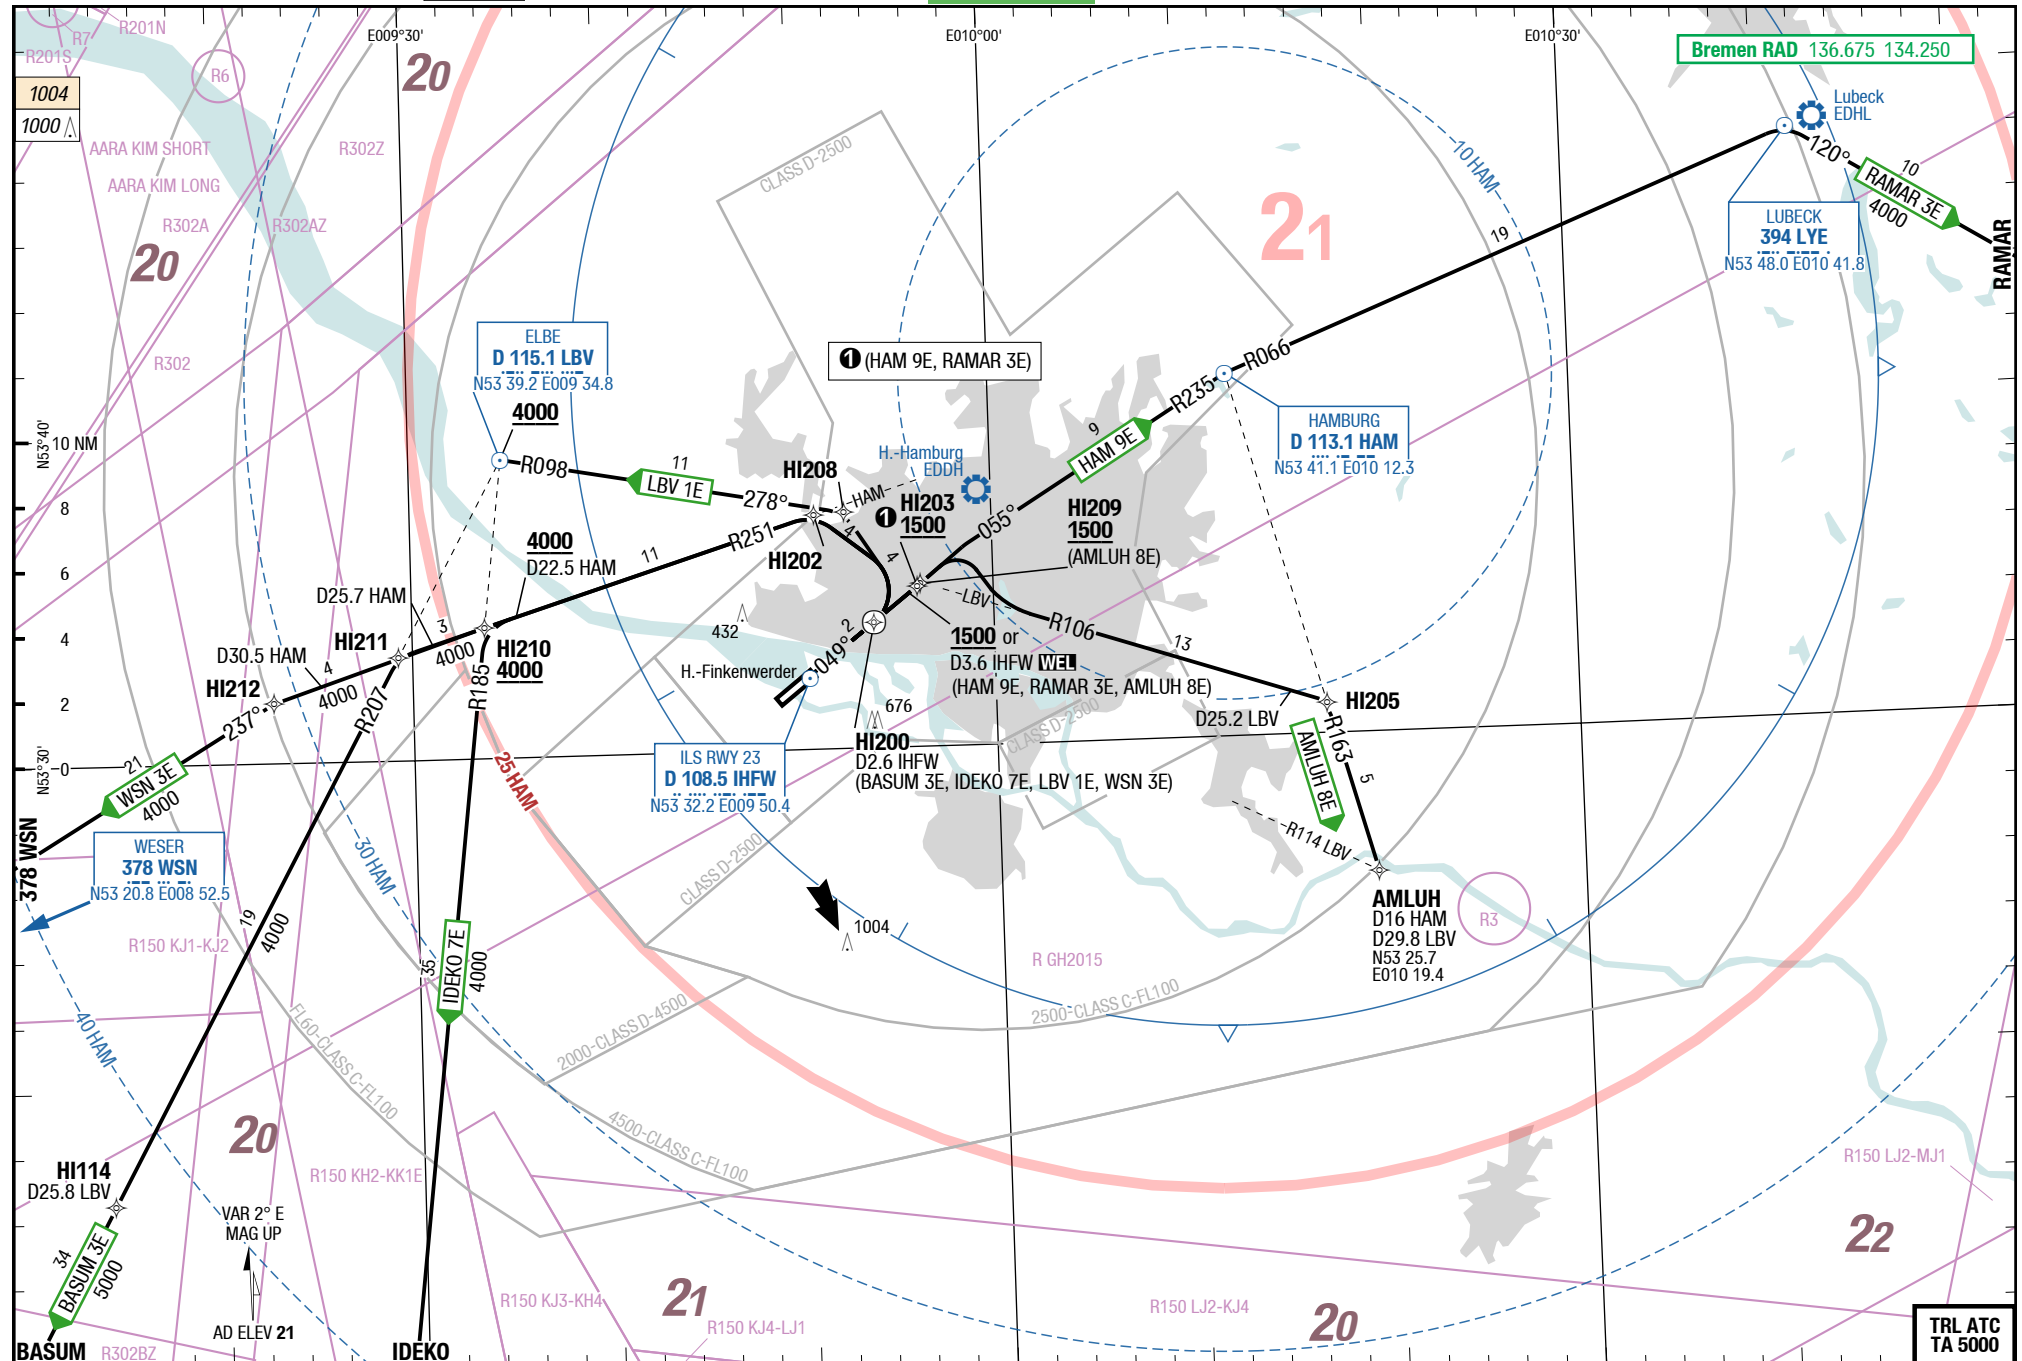 E009°30'
E010°00'
E010°30'
R201N
R7
R201S
R6
20
1004
1000
Bremen RAD 136.675 134.250
Lubeck
EDHL
120°
10
RAMAR 3E
4000
RAMAR
AARA KIM SHORT
R302Z
AARA KIM LONG
R302A
R302AZ
20
CLASS D-2500
10 HAM
21
19
LUBECK
394 LYE
N53 48.0 E010 41.8
R302
ELBE
D 115.1 LBV
N53 39.2 E009 34.8
4000
1 (HAM 9E, RAMAR 3E)
R066
R235
9
HAM 9E
HAMBURG
D 113.1 HAM
N53 41.1 E010 12.3
N53°40'
10 NM
8
6
4
2
0
N53°30'
R098
11
LBV 1E
278°
HI208
HAM
H.-Hamburg
EDDH
1 HI203
1500
055°
HI209
1500
(AMLUH 8E)
R251
4
4
HI202
4000
D22.5 HAM
11
D25.7 HAM
3
4000
HI211
HI210
4000
D30.5 HAM
4
4000
HI212
237°
R207
R185
432
LBV
R106
13
2
049°
1500 or
D3.6 IHFW WEL
(HAM 9E, RAMAR 3E, AMLUH 8E)
H.-Finkenwerder
676
D25.2 LBV
HI205
R163
AMLUH 8E
5
CLASS D-2500
HI200
D2.6 IHFW
(BASUM 3E, IDEKO 7E, LBV 1E, WSN 3E)
ILS RWY 23
D 108.5 IHFW
N53 32.2 E009 50.4
25 HAM
21
WSN 3E
4000
378 WSN
WESER
378 WSN
N53 20.8 E008 52.5
30 HAM
CLASS D-2500
R114 LBV
AMLUH
D16 HAM
D29.8 LBV
N53 25.7
E010 19.4
R3
1004
19
4000
R150 KJ1-KJ2
35
IDEKO 7E
4000
R GH2015
2500-CLASS C-FL100
2000-CLASS D-4500
40 HAM
FL60-CLASS C-FL100
4500-CLASS C-FL100
20
HI114
D25.8 LBV
R150 KH2-KK1E
R150 LJ2-MJ1
VAR 2° E
MAG UP
22
34
BASUM 3E
5000
R150 KJ3-KH4
21
R150 KJ4-LJ1
R150 LJ2-KJ4
20
AD ELEV 21
TRL ATC
TA 5000
BASUM
R302BZ
IDEKO